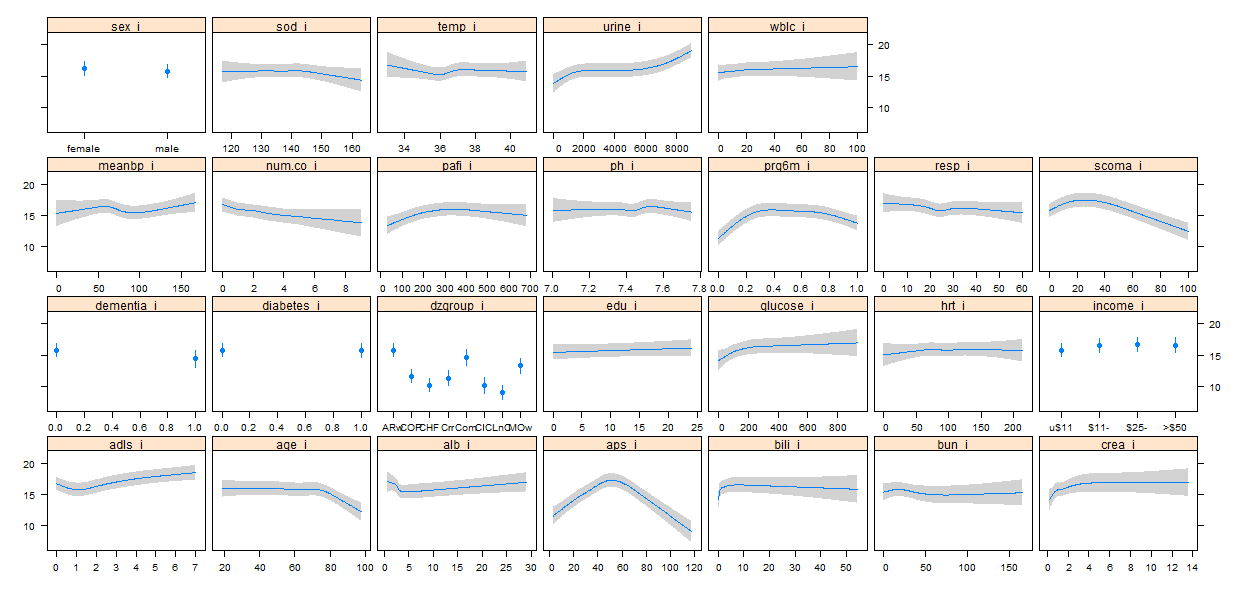 sex_i sod_i temp_i urine_i wblc_i
20
15
10
female male 120 130 140 150 160 34 36 38 40 0 2000 4000 6000 8000 0 20 40 60 80 100
meanbp_i num.co_i pafi_i ph_i prg6m_i resp_i scoma_i
20
15
10
0 50 100 150 0 2 4 6 8 0 100 200 300 400 500 600 700 7.0 7.2 7.4 7.6 7.8 0.0 0.2 0.4 0.6 0.8 1.0 0 10 20 30 40 50 60 0 20 40 60 80 100
dementia_i diabetes_i dzgroup_i edu_i glucose_i hrt_i income_i
20
15
10
0.0 0.2 0.4 0.6 0.8 1.0 0.0 0.2 0.4 0.6 0.8 1.0 CHF Crr Com MOw 0 5 10 15 20 25 0 200 400 600 800 0 50 100 150 200 u$11 $11- $25- >$50
adls_i age_i alb_i aps_i bili_i bun_i crea_i
20
15
10
0 1 2 3 4 5 6 7 20 40 60 80 100 0 5 10 15 20 25 30 0 20 40 60 80 100 120 0 10 20 30 40 50 0 50 100 150 0 2 4 6 8 10 12 14